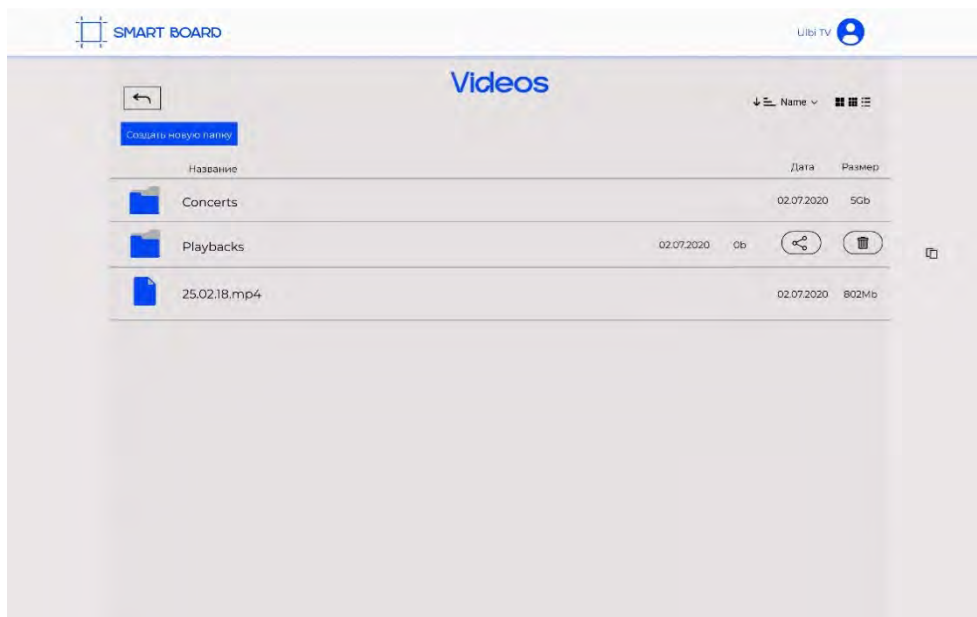 SMART BOARD
Ulbi TV
Videos
Name
Создать новую папку
Название Дата Размер
Concerts 02.07.2020 5Gb
Playbacks 02.07.2020 0b
25.02.18.mp4 02.07.2020 802Mb